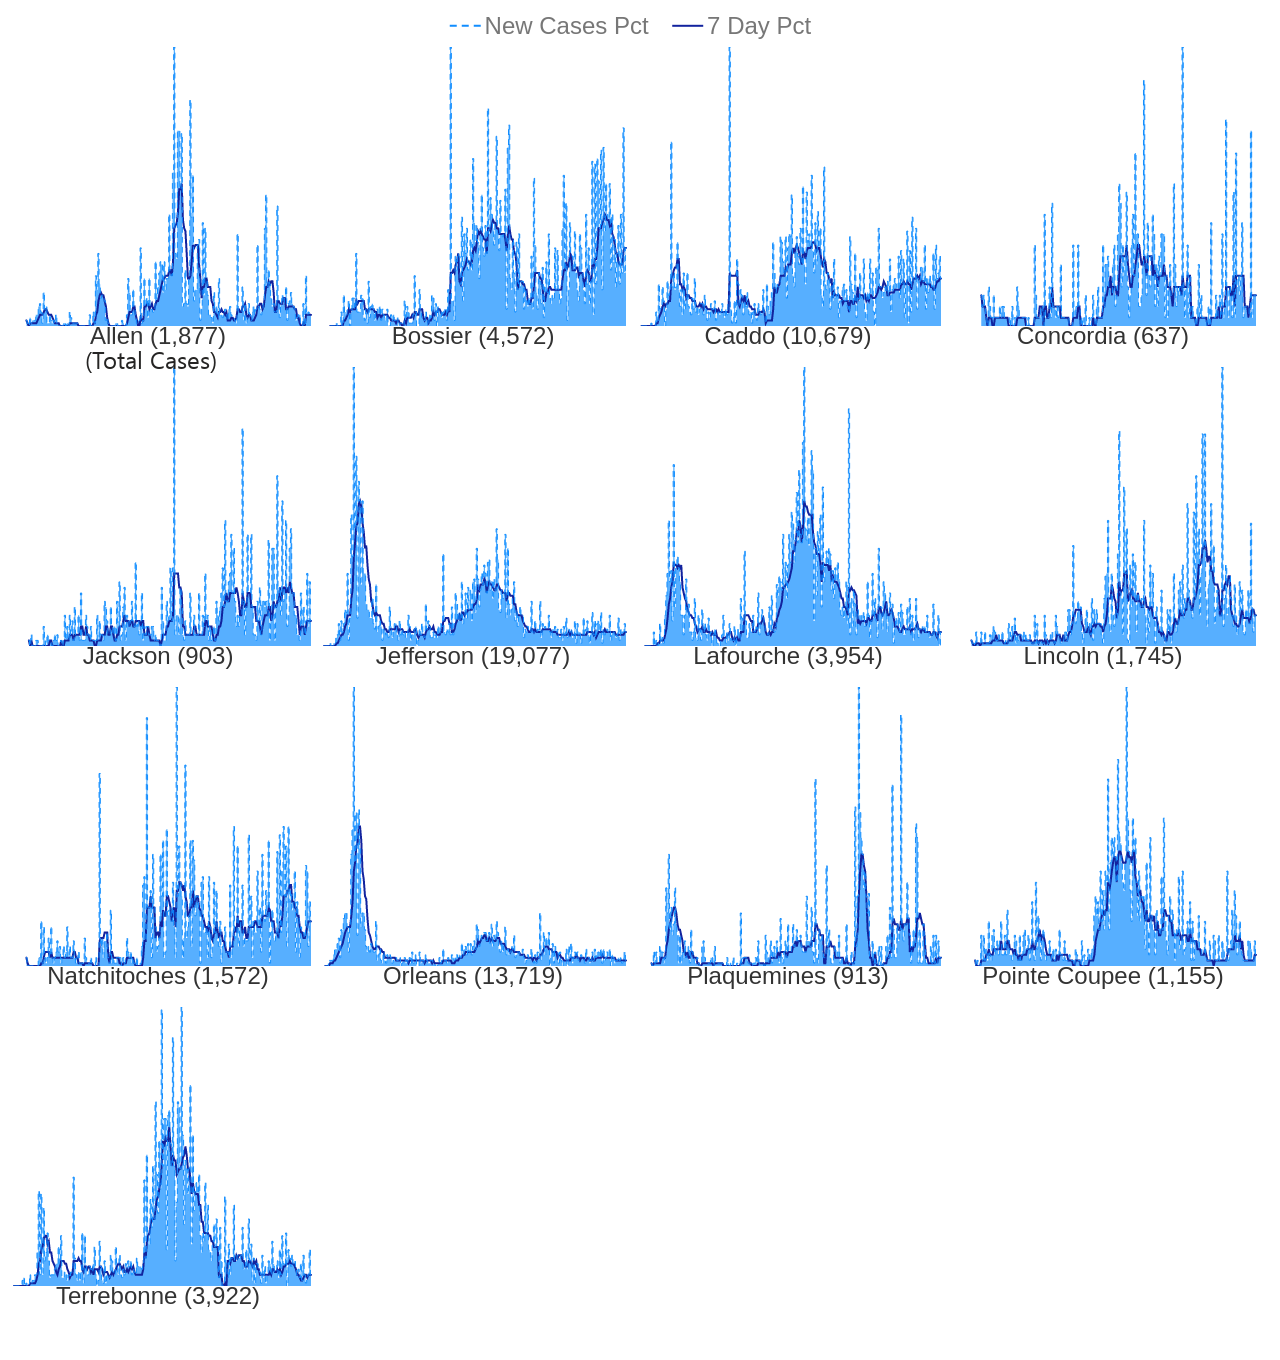 New Cases Pct 7 Day Pct
Allen (1,877) Bossier (4,572) Caddo (10,679) Concordia (637)
(Total Cases)
Jackson (903) Jefferson (19,077) Lafourche (3,954) Lincoln (1,745)
Natchitoches (1,572) Orleans (13,719) Plaquemines (913) Pointe Coupee (1,155)
Terrebonne (3,922)